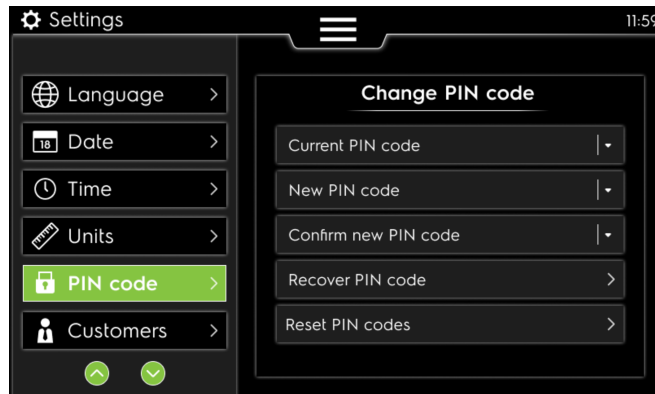 Settings
11:59
Language
18
Date
Time
Units
PIN code
Customers
Change PIN code
Current PIN code
New PIN code
Confirm new PIN code
Recover PIN code
Reset PIN codes